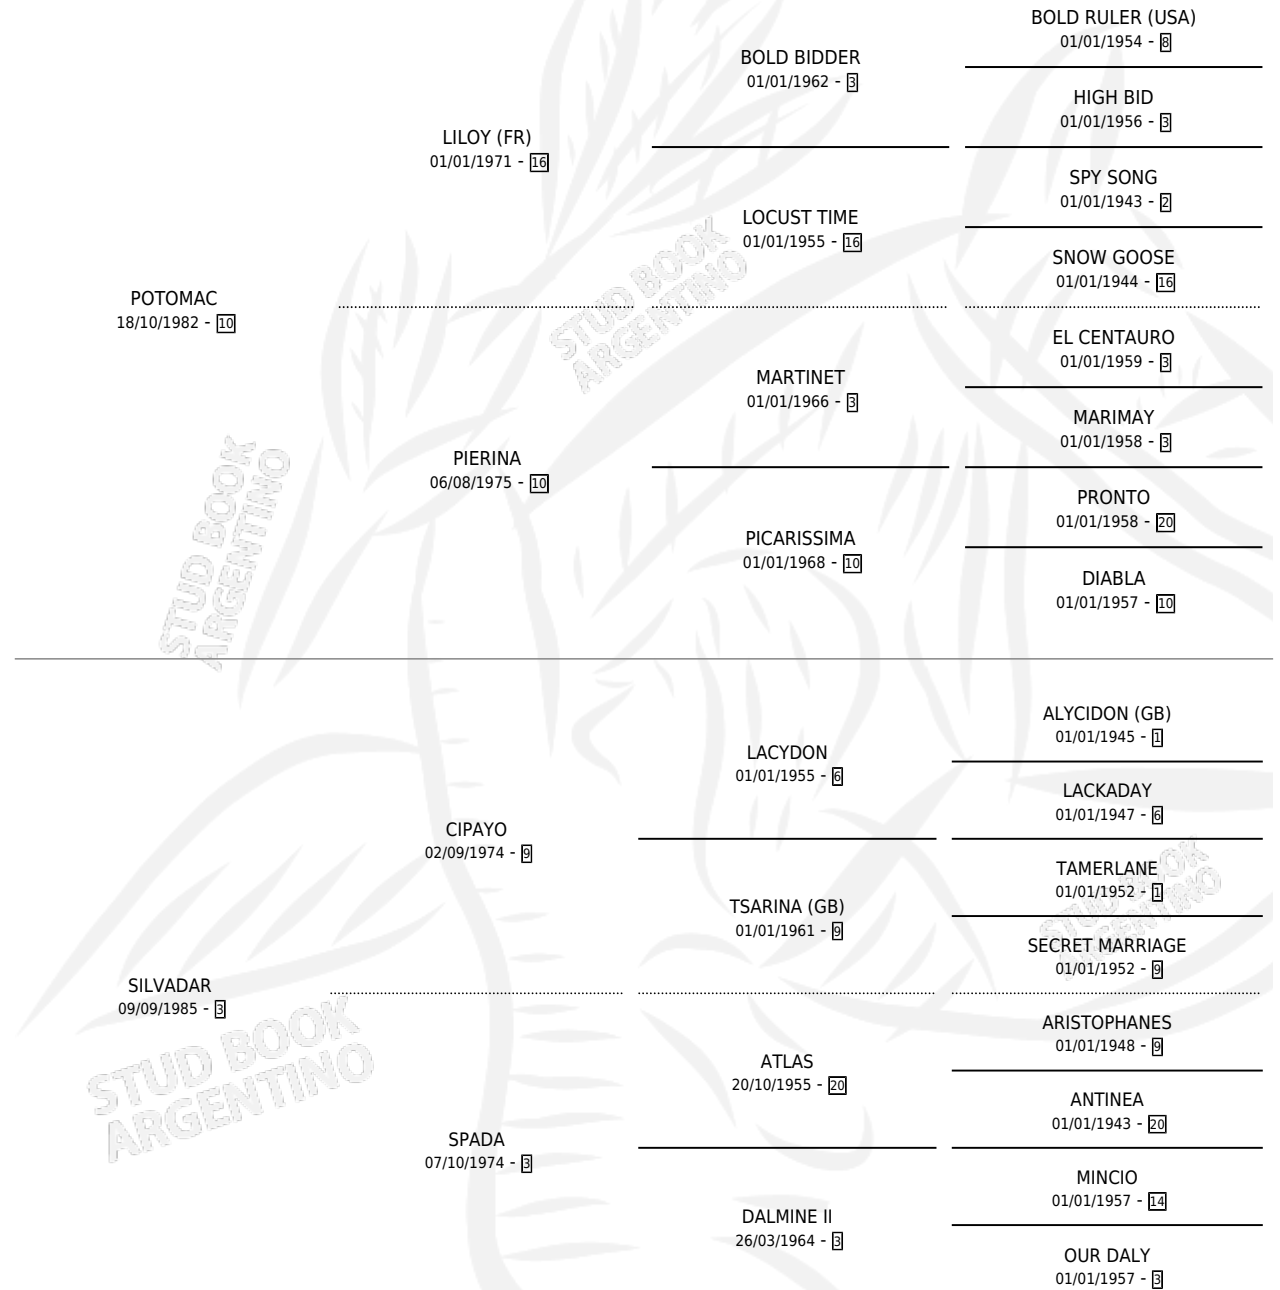 BOLD RULER (USA)
01/01/1954 - 8
BOLD BIDDER
01/01/1962 - 3
HIGH BID
01/01/1956 - 3
LILOY (FR)
01/01/1971 - 16
SPY SONG
01/01/1943 - 2
LOCUST TIME
01/01/1955 - 16
SNOW GOOSE
01/01/1944 - 16
POTOMAC
18/10/1982 - 10
EL CENTAURO
01/01/1959 - 3
MARTINET
01/01/1966 - 3
MARIMAY
01/01/1958 - 3
PIERINA
06/08/1975 - 10
PRONTO
01/01/1958 - 20
PICARISSIMA
01/01/1968 - 10
DIABLA
01/01/1957 - 10
ALYCIDON (GB)
01/01/1945 - 1
LACYDON
01/01/1955 - 6
LACKADAY
01/01/1947 - 6
CIPAYO
02/09/1974 - 9
TAMERLANE
01/01/1952 - 1
TSARINA (GB)
01/01/1961 - 9
SECRET MARRIAGE
01/01/1952 - 9
SILVADAR
09/09/1985 - 3
ARISTOPHANES
01/01/1948 - 9
ATLAS
20/10/1955 - 20
ANTINEA
01/01/1943 - 20
SPADA
07/10/1974 - 3
MINCIO
01/01/1957 - 14
DALMINE II
26/03/1964 - 3
OUR DALY
01/01/1957 - 3
STUD BOOK
ARGENTINO
STUD BOOK
ARGENTINO
STUD BOOK
ARGENTINO
STUD BOOK
ARGENTINO